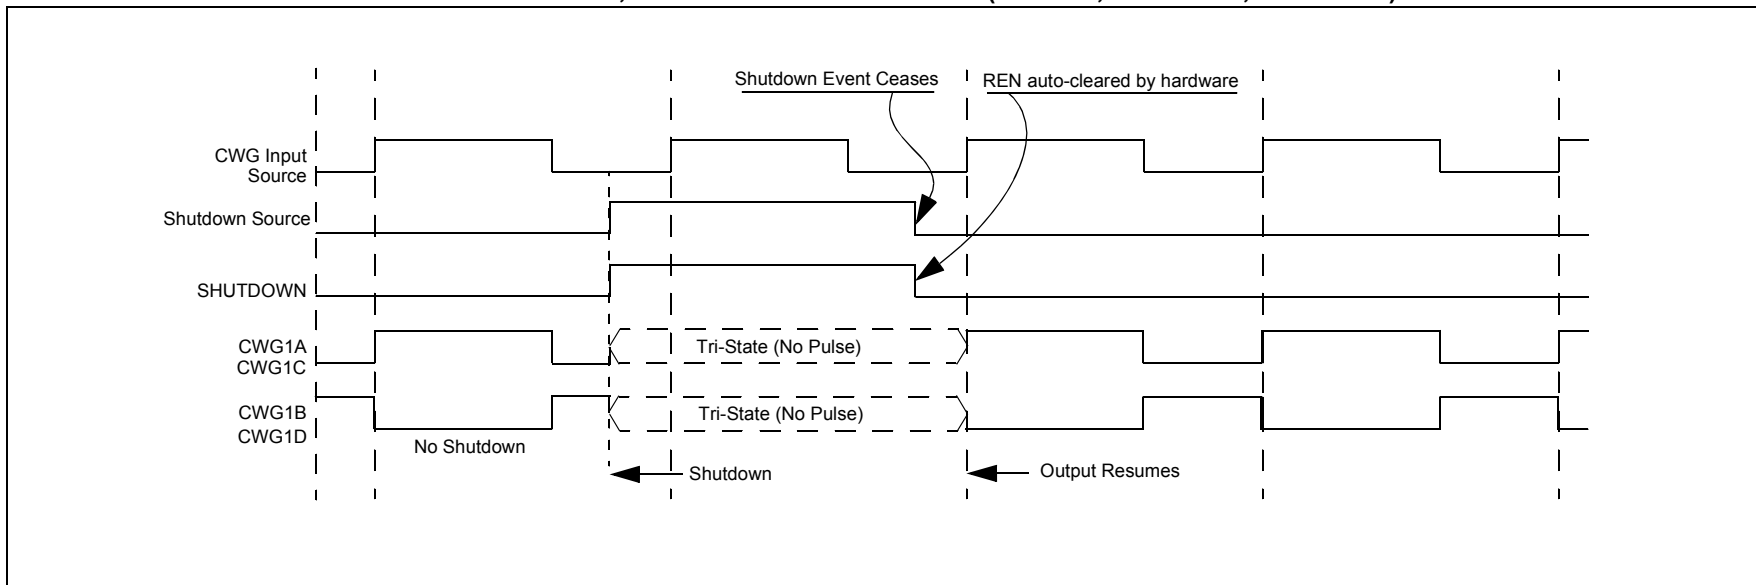 Shutdown Event Ceases
REN auto-cleared by hardware
CWG Input
Source
Shutdown Source
SHUTDOWN
CWG1A
CWG1C
Tri-State (No Pulse)
CWG1B
CWG1D
Tri-State (No Pulse)
No Shutdown
Shutdown
Output Resumes